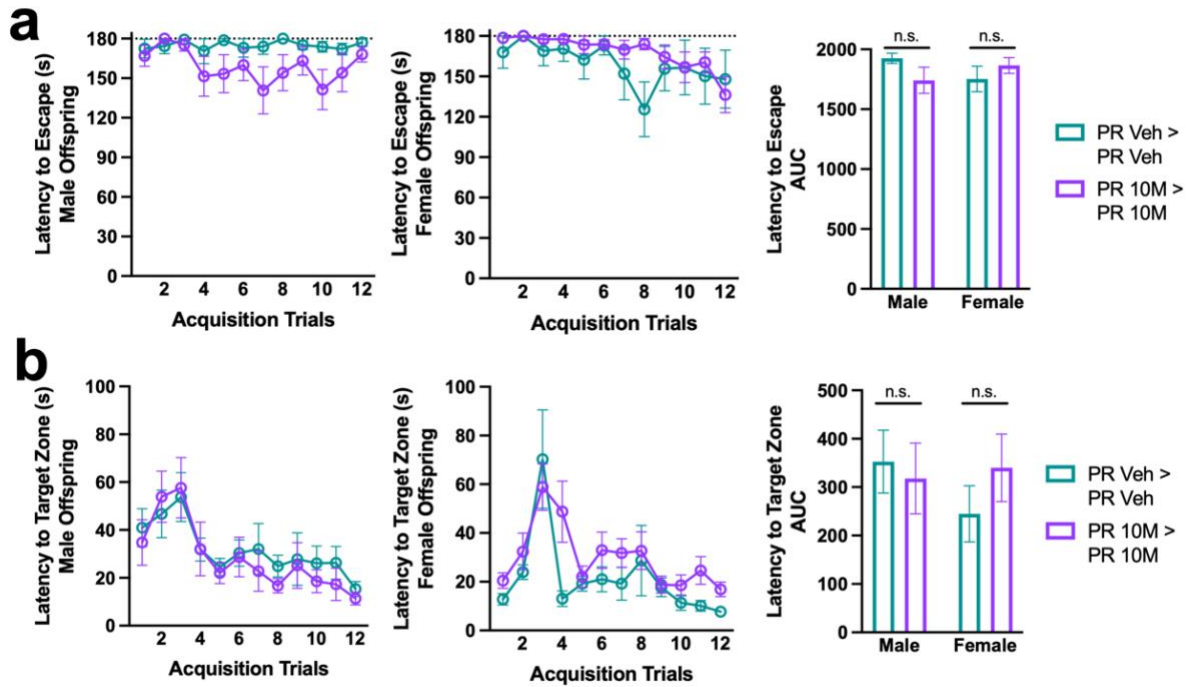 a
Latency to Escape (s)
Male Offspring
180
150
120
90
60
30
0
2 4 6 8 10 12
Acquisition Trials
Latency to Escape (s)
Female Offspring
180
150
120
90
60
30
0
2 4 6 8 10 12
Acquisition Trials
Latency to Escape
AUC
2000
1500
1000
500
0
n.s. n.s.
Male Female
PR Veh >
PR Veh
PR 10M >
PR 10M
b
Latency to Target Zone (s)
Male Offspring
100
80
60
40
20
0
2 4 6 8 10 12
Acquisition Trials
Latency to Target Zone (s)
Female Offspring
100
80
60
40
20
0
2 4 6 8 10 12
Acquisition Trials
Latency to Target Zone
AUC
500
400
300
200
100
0
n.s. n.s.
Male Female
PR Veh >
PR Veh
PR 10M >
PR 10M